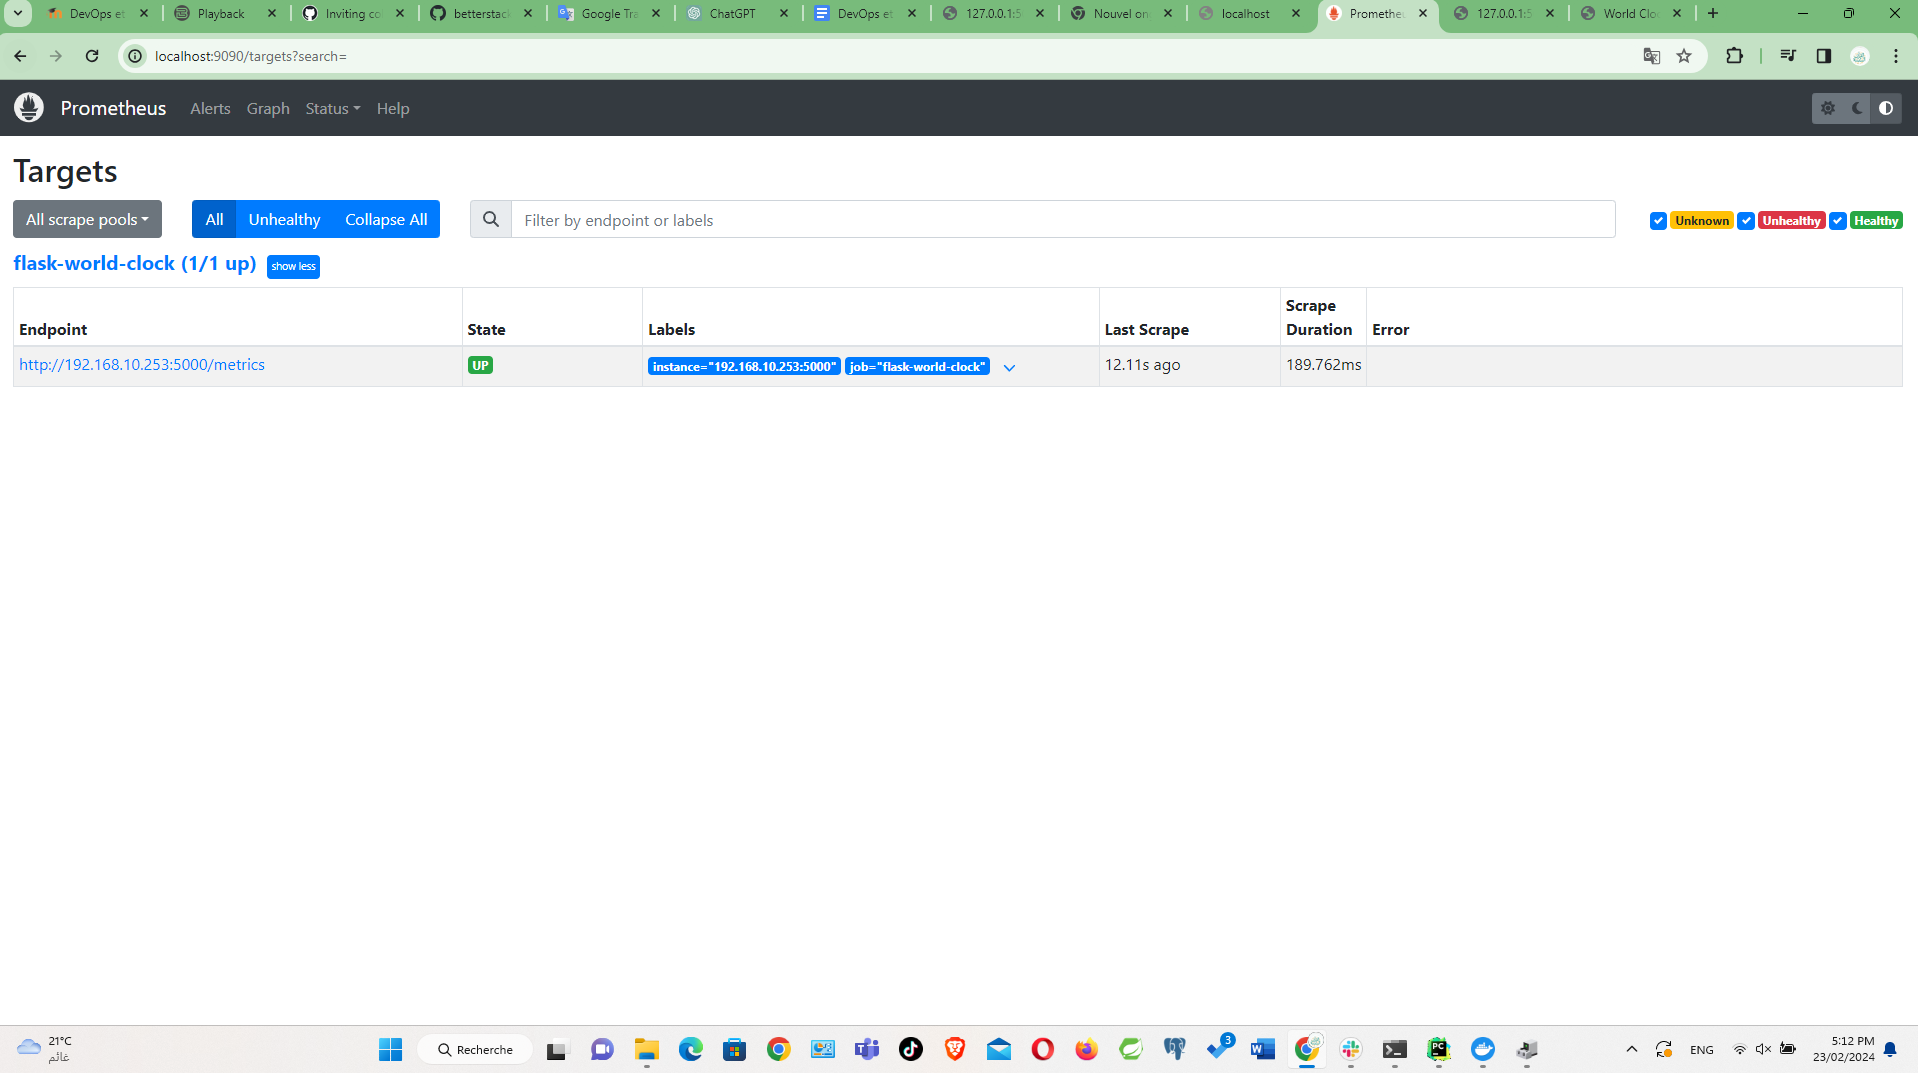 DevOps et
Playback
Inviting co
betterstack
Google Tra
ChatGPT
DevOps et
127.0.0.1:5
Nouvel on
localhost
Prometheu
127.0.0.1:5
World Cloc
localhost:9090/targets?search=
Prometheus Alerts Graph Status Help
Targets
All scrape pools All Unhealthy Collapse All Filter by endpoint or labels Unknown Unhealthy Healthy
flask-world-clock (1/1 up) show less
Endpoint State Labels Last Scrape Scrape Duration Error
http://192.168.10.253:5000/metrics UP instance="192.168.10.253:5000" job="flask-world-clock" 12.11s ago 189.762ms
21°C
غائم
Recherche
3
ENG
5:12 PM
23/02/2024